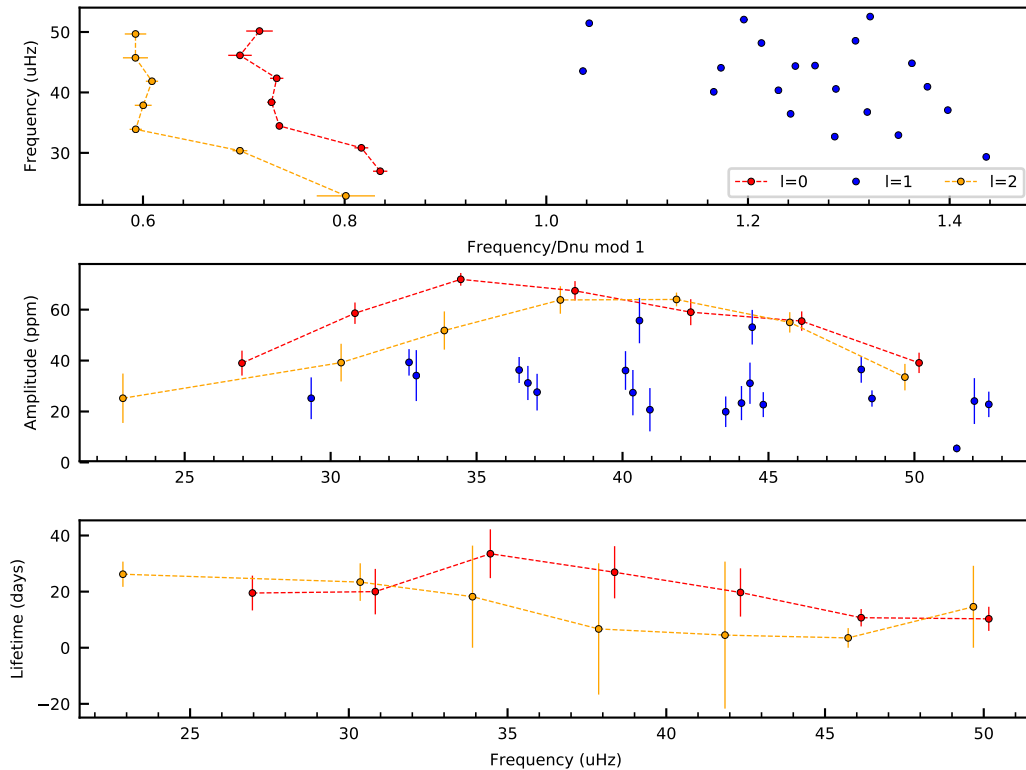 50
40
30
Frequency (uHz)
l=0 l=1 l=2
0.6 0.8 1.0 1.2 1.4
Frequency/Dnu mod 1
60
40
20
0
Amplitude (ppm)
25 30 35 40 45 50
40
20
0
−20
Lifetime (days)
25 30 35 40 45 50
Frequency (uHz)